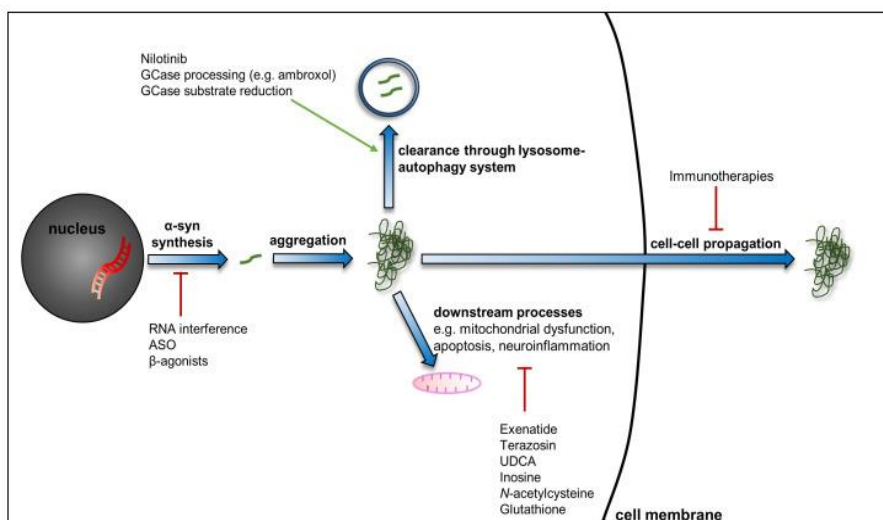 Nilotinib
GCase processing (e.g. ambroxol)
GCase substrate reduction
clearance through lysosome-
autophagy system
Immunotherapies
nucleus
α-syn
synthesis
aggregation
cell-cell propagation
RNA interference
ASO
β-agonists
downstream processes
e.g. mitochondrial dysfunction,
apoptosis, neuroinflammation
Exenatide
Terazosin
UDCA
Inosine
N-acetylcysteine
Glutathione
cell membrane